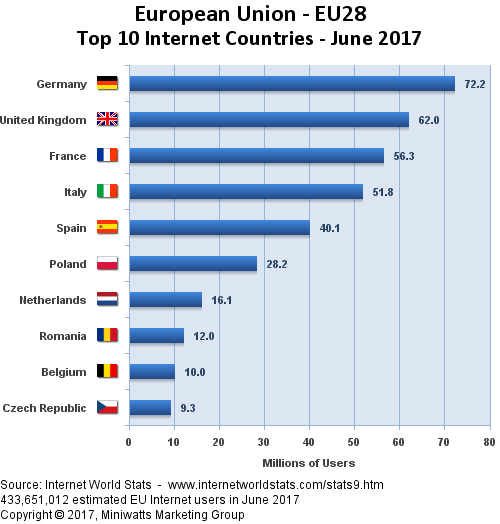 European Union - EU28
Top 10 Internet Countries - June 2017
Germany 72.2
United Kingdom 62.0
France 56.3
Italy 51.8
Spain 40.1
Poland 28.2
Netherlands 16.1
Romania 12.0
Belgium 10.0
Czech Republic 9.3
0 10 20 30 40 50 60 70 80
Millions of Users
Source: Internet World Stats - www.internetworldstats.com/stats9.htm
433,651,012 estimated EU Internet users in June 2017
Copyright © 2017, Miniwatts Marketing Group